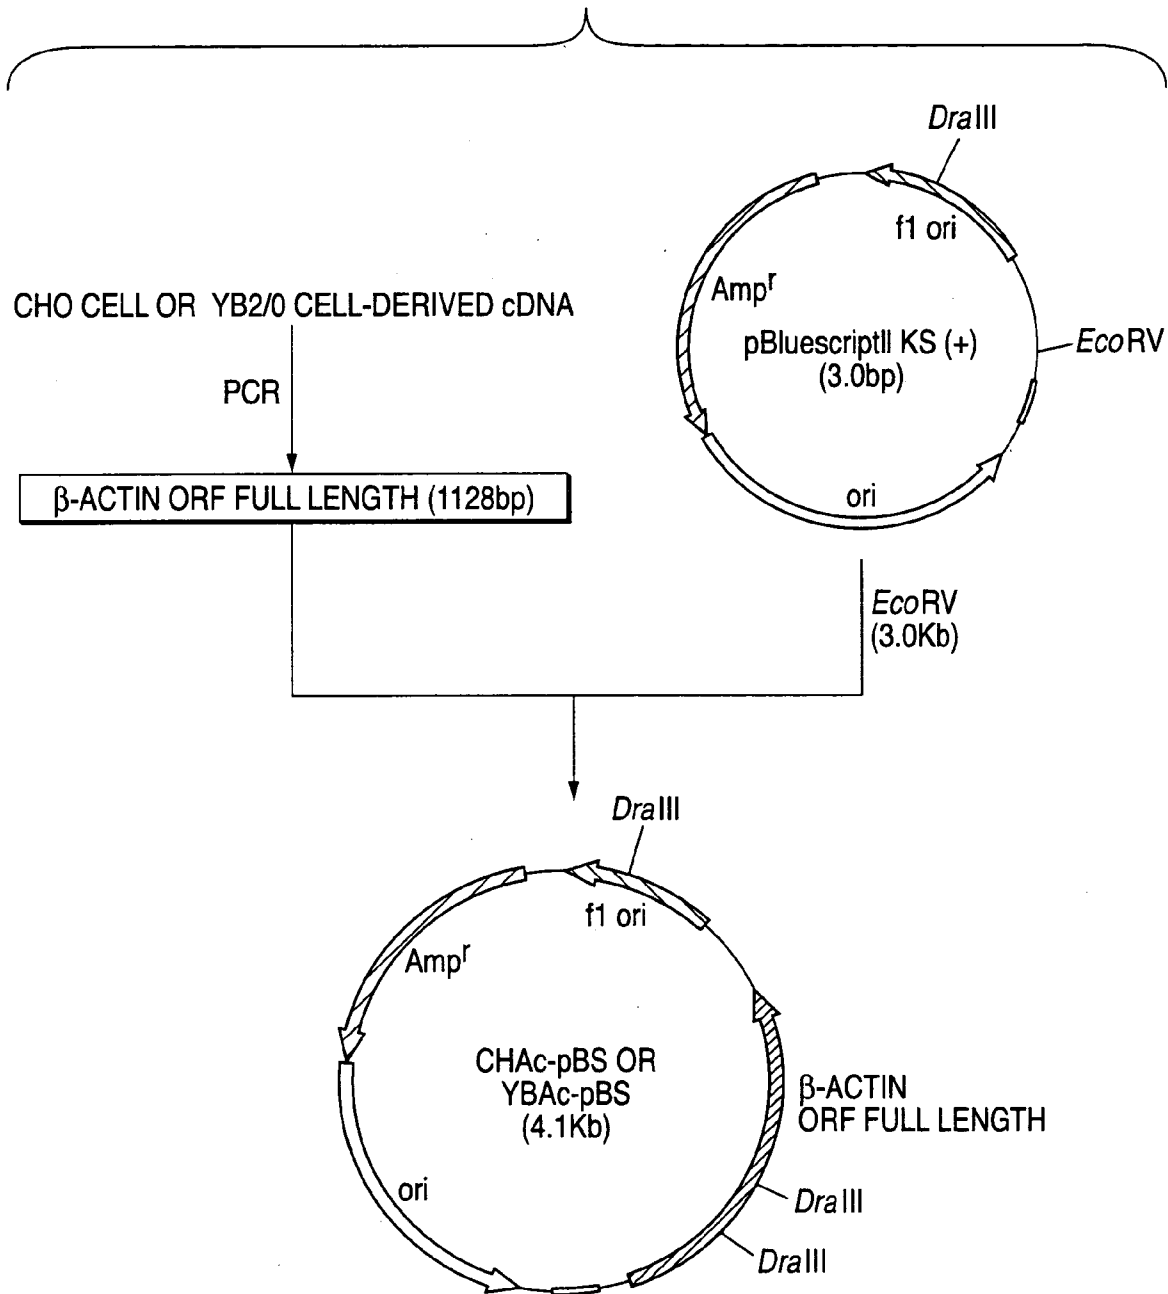 DraIII
f1 ori
Ampr
CHO CELL OR YB2/0 CELL-DERIVED cDNA
pBluescriptII KS (+)
(3.0bp)
EcoRV
PCR
β-ACTIN ORF FULL LENGTH (1128bp)
ori
EcoRV
(3.0Kb)
DraIII
f1 ori
Ampr
CHAc-pBS OR
YBAc-pBS
(4.1Kb)
β-ACTIN
ORF FULL LENGTH
ori
DraIII
DraIII